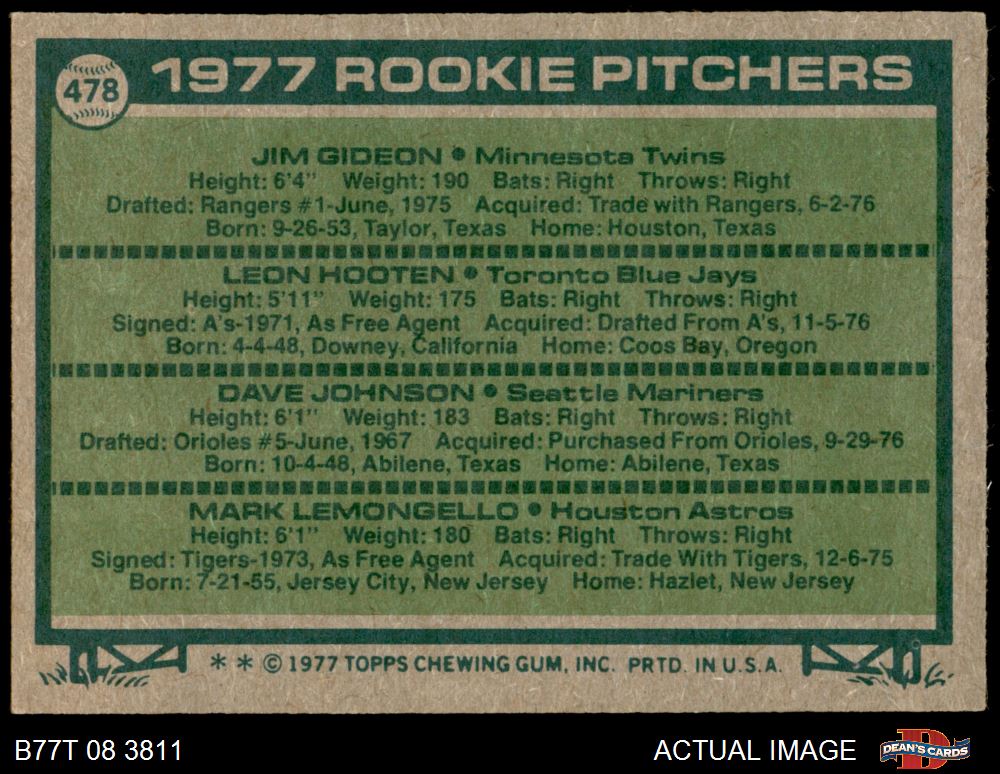 478
1977 ROOKIE PITCHERS
JIM GIDEON • Minnesota Twins
Height: 6'4" Weight: 190 Bats: Right Throws: Right
Drafted: Rangers #1-June, 1975 Acquired: Trade with Rangers, 6-2-76
Born: 9-26-53, Taylor, Texas Home: Houston, Texas
LEON HOOTEN • Toronto Blue Jays
Height: 5'11" Weight: 175 Bats: Right Throws: Right
Signed: A's-1971, As Free Agent Acquired: Drafted From A's, 11-5-76
Born: 4-4-48, Downey, California Home: Coos Bay, Oregon
DAVE JOHNSON • Seattle Mariners
Height: 6'1" Weight: 183 Bats: Right Throws: Right
Drafted: Orioles #5-June, 1967 Acquired: Purchased From Orioles, 9-29-76
Born: 10-4-48, Abilene, Texas Home: Abilene, Texas
MARK LEMONGELLO • Houston Astros
Height: 6'1" Weight: 180 Bats: Right Throws: Right
Signed: Tigers-1973, As Free Agent Acquired: Trade With Tigers, 12-6-75
Born: 7-21-55, Jersey City, New Jersey Home: Hazlet, New Jersey
* * © 1977 TOPPS CHEWING GUM, INC. PRTD. IN U.S.A.
B77T 08 3811 ACTUAL IMAGE DEAN'S CARDS